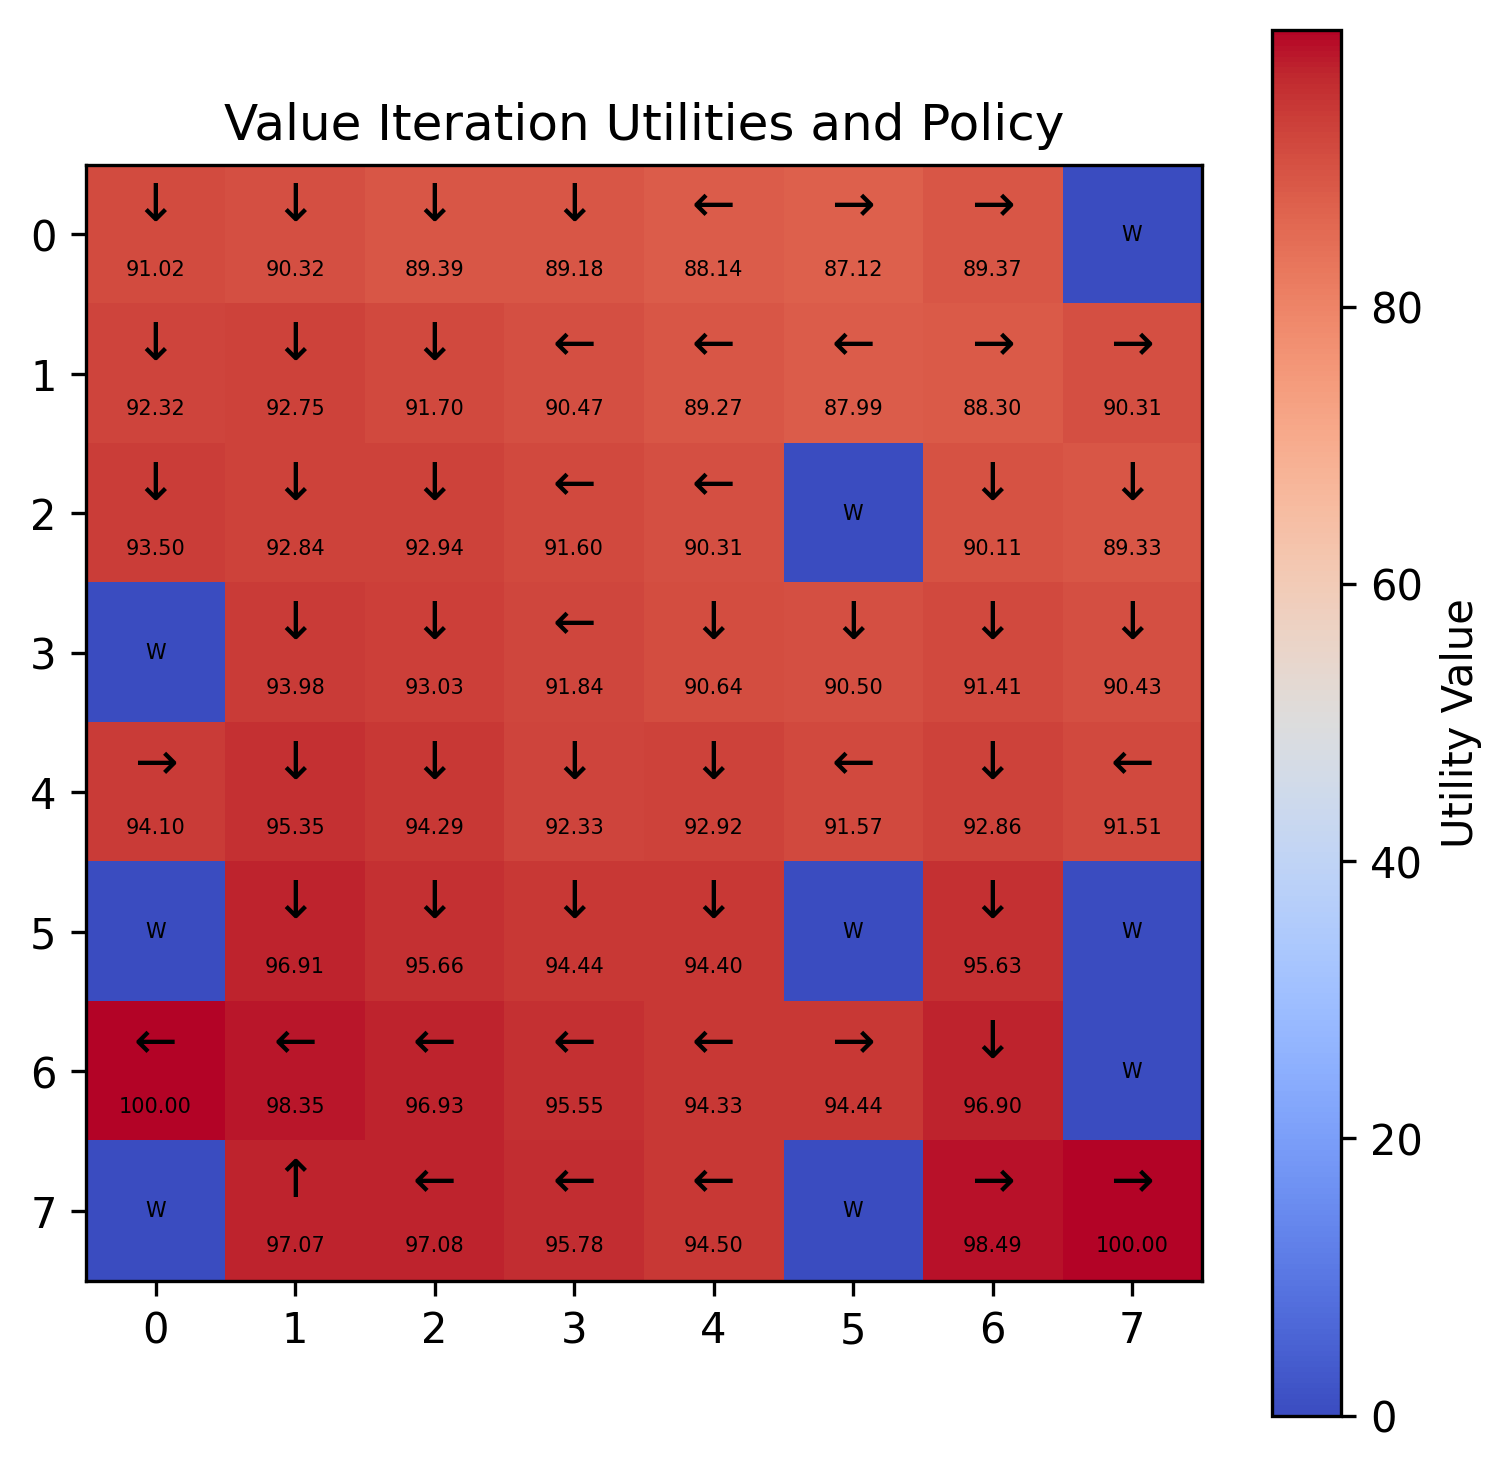 Value Iteration Utilities and Policy
↓ ↓ ↓ ↓ ← → →
0 W 80
91.02 90.32 89.39 89.18 88.14 87.12 89.37
↓ ↓ ↓ ← ← ← → →
1
92.32 92.75 91.70 90.47 89.27 87.99 88.30 90.31
↓ ↓ ↓ ← ← ↓ ↓
2 W 60
93.50 92.84 92.94 91.60 90.31 90.11 89.33
↓ ↓ ← ↓ ↓ ↓ ↓
3 W
93.98 93.03 91.84 90.64 90.50 91.41 90.43
→ ↓ ↓ ↓ ↓ ← ↓ ←
4
94.10 95.35 94.29 92.33 92.92 91.57 92.86 91.51
↓ ↓ ↓ ↓ ↓
5 W W W 40
96.91 95.66 94.44 94.40 95.63
← ← ← ← ← → ↓
6 W
100.00 98.35 96.93 95.55 94.33 94.44 96.90
↑ ← ← ← → →
7 W W 20
97.07 97.08 95.78 94.50 98.49 100.00
0 1 2 3 4 5 6 7
0
Utility Value